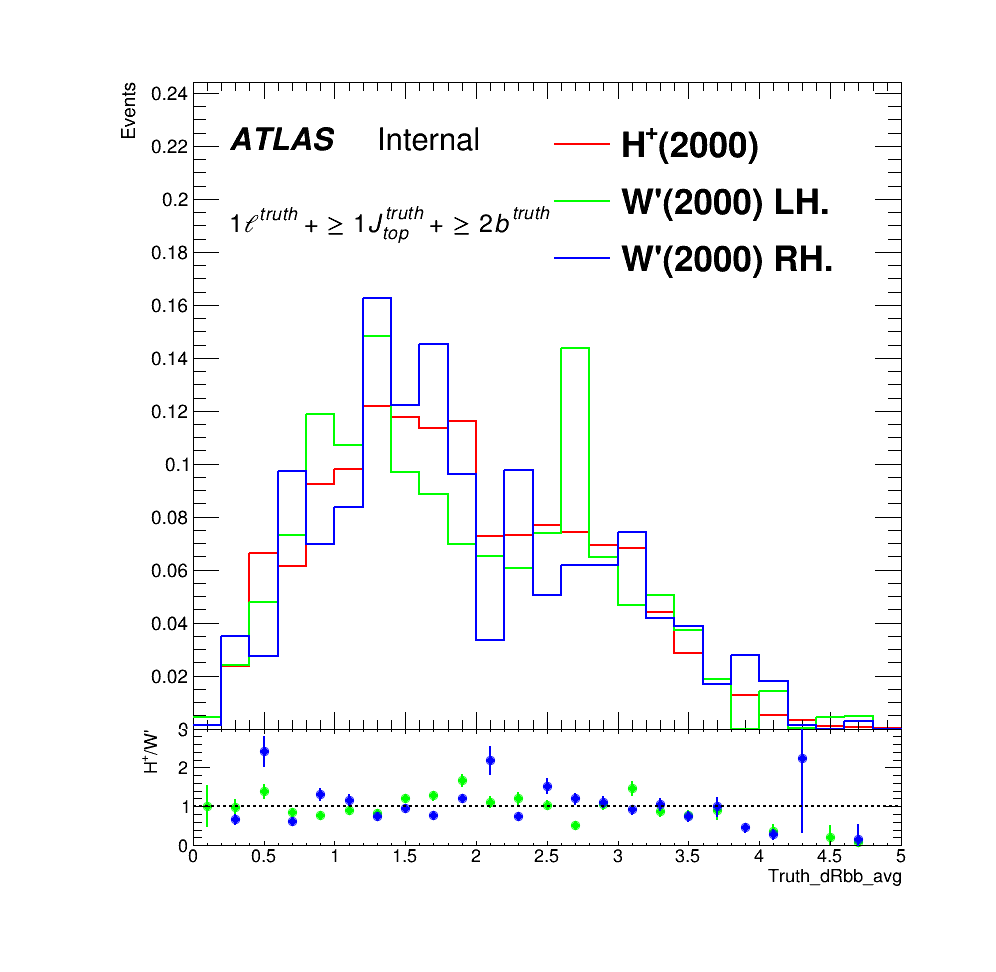 Events
0.24
0.22
0.2
0.18
0.16
0.14
0.12
0.1
0.08
0.06
0.04
0.02
ATLAS Internal
1ℓ^truth + ≥ 1J_top^truth + ≥ 2b^truth
H⁺(2000)
W'(2000) LH.
W'(2000) RH.
H⁺/W'
3
2
1
0
0 0.5 1 1.5 2 2.5 3 3.5 4 4.5 5
Truth_dRbb_avg